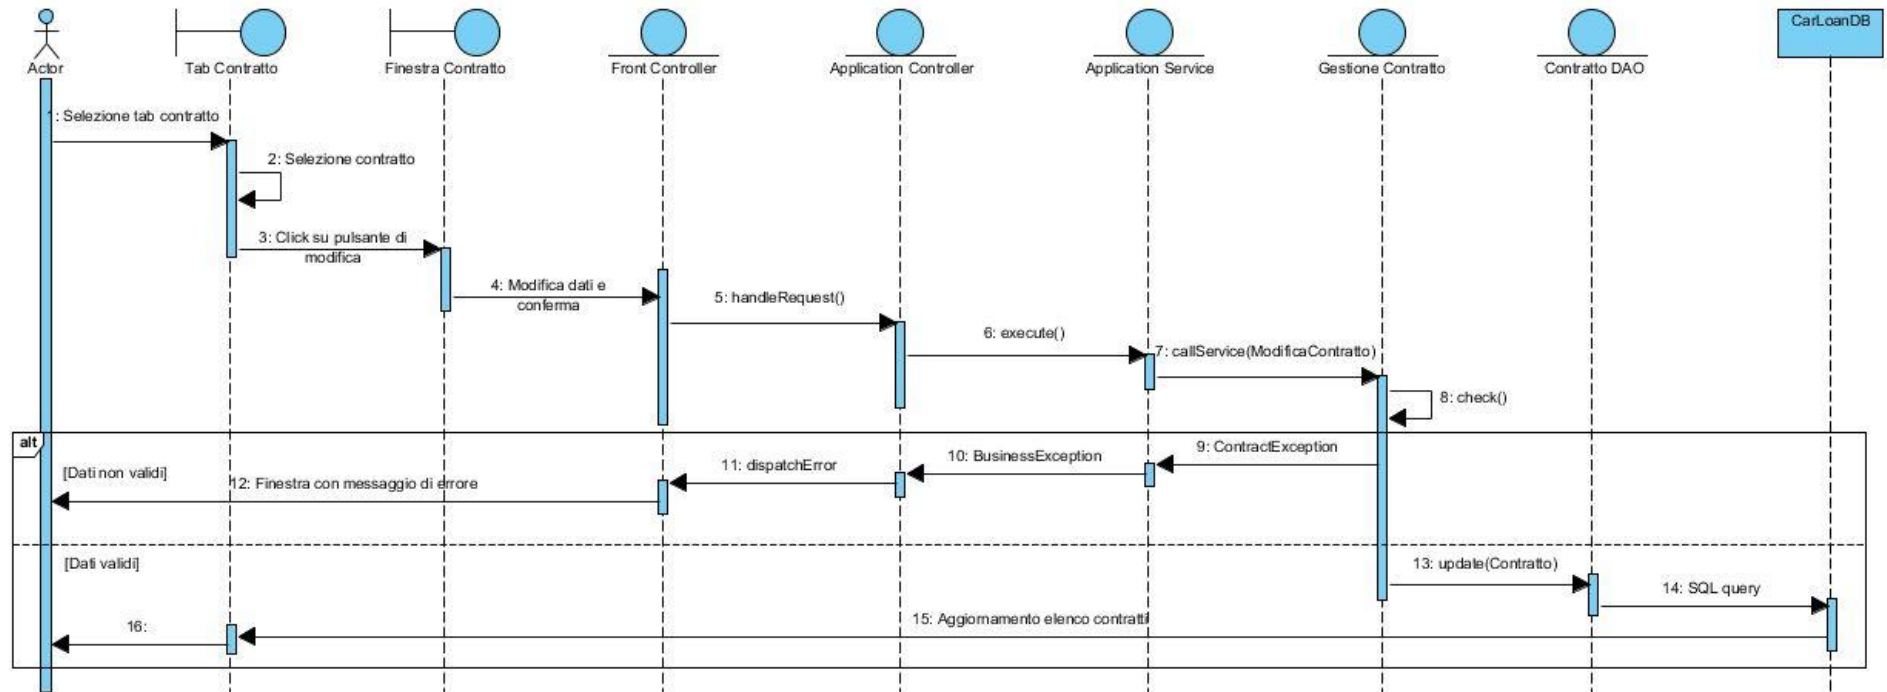 CarLoanDB
Actor
Tab Contratto
Finestra Contratto
Front Controller
Application Controller
Application Service
Gestione Contratto
Contratto DAO
1: Selezione tab contratto
2: Selezione contratto
3: Click su pulsante di
modifica
4: Modifica dati e
conferma
5: handleRequest()
6: execute()
7: callService(ModificaContratto)
8: check()
alt
[Dati non validi]
9: ContractException
10: BusinessException
11: dispatchError
12: Finestra con messaggio di errore
[Dati validi]
13: update(Contratto)
14: SQL query
15: Aggiornamento elenco contratti
16: